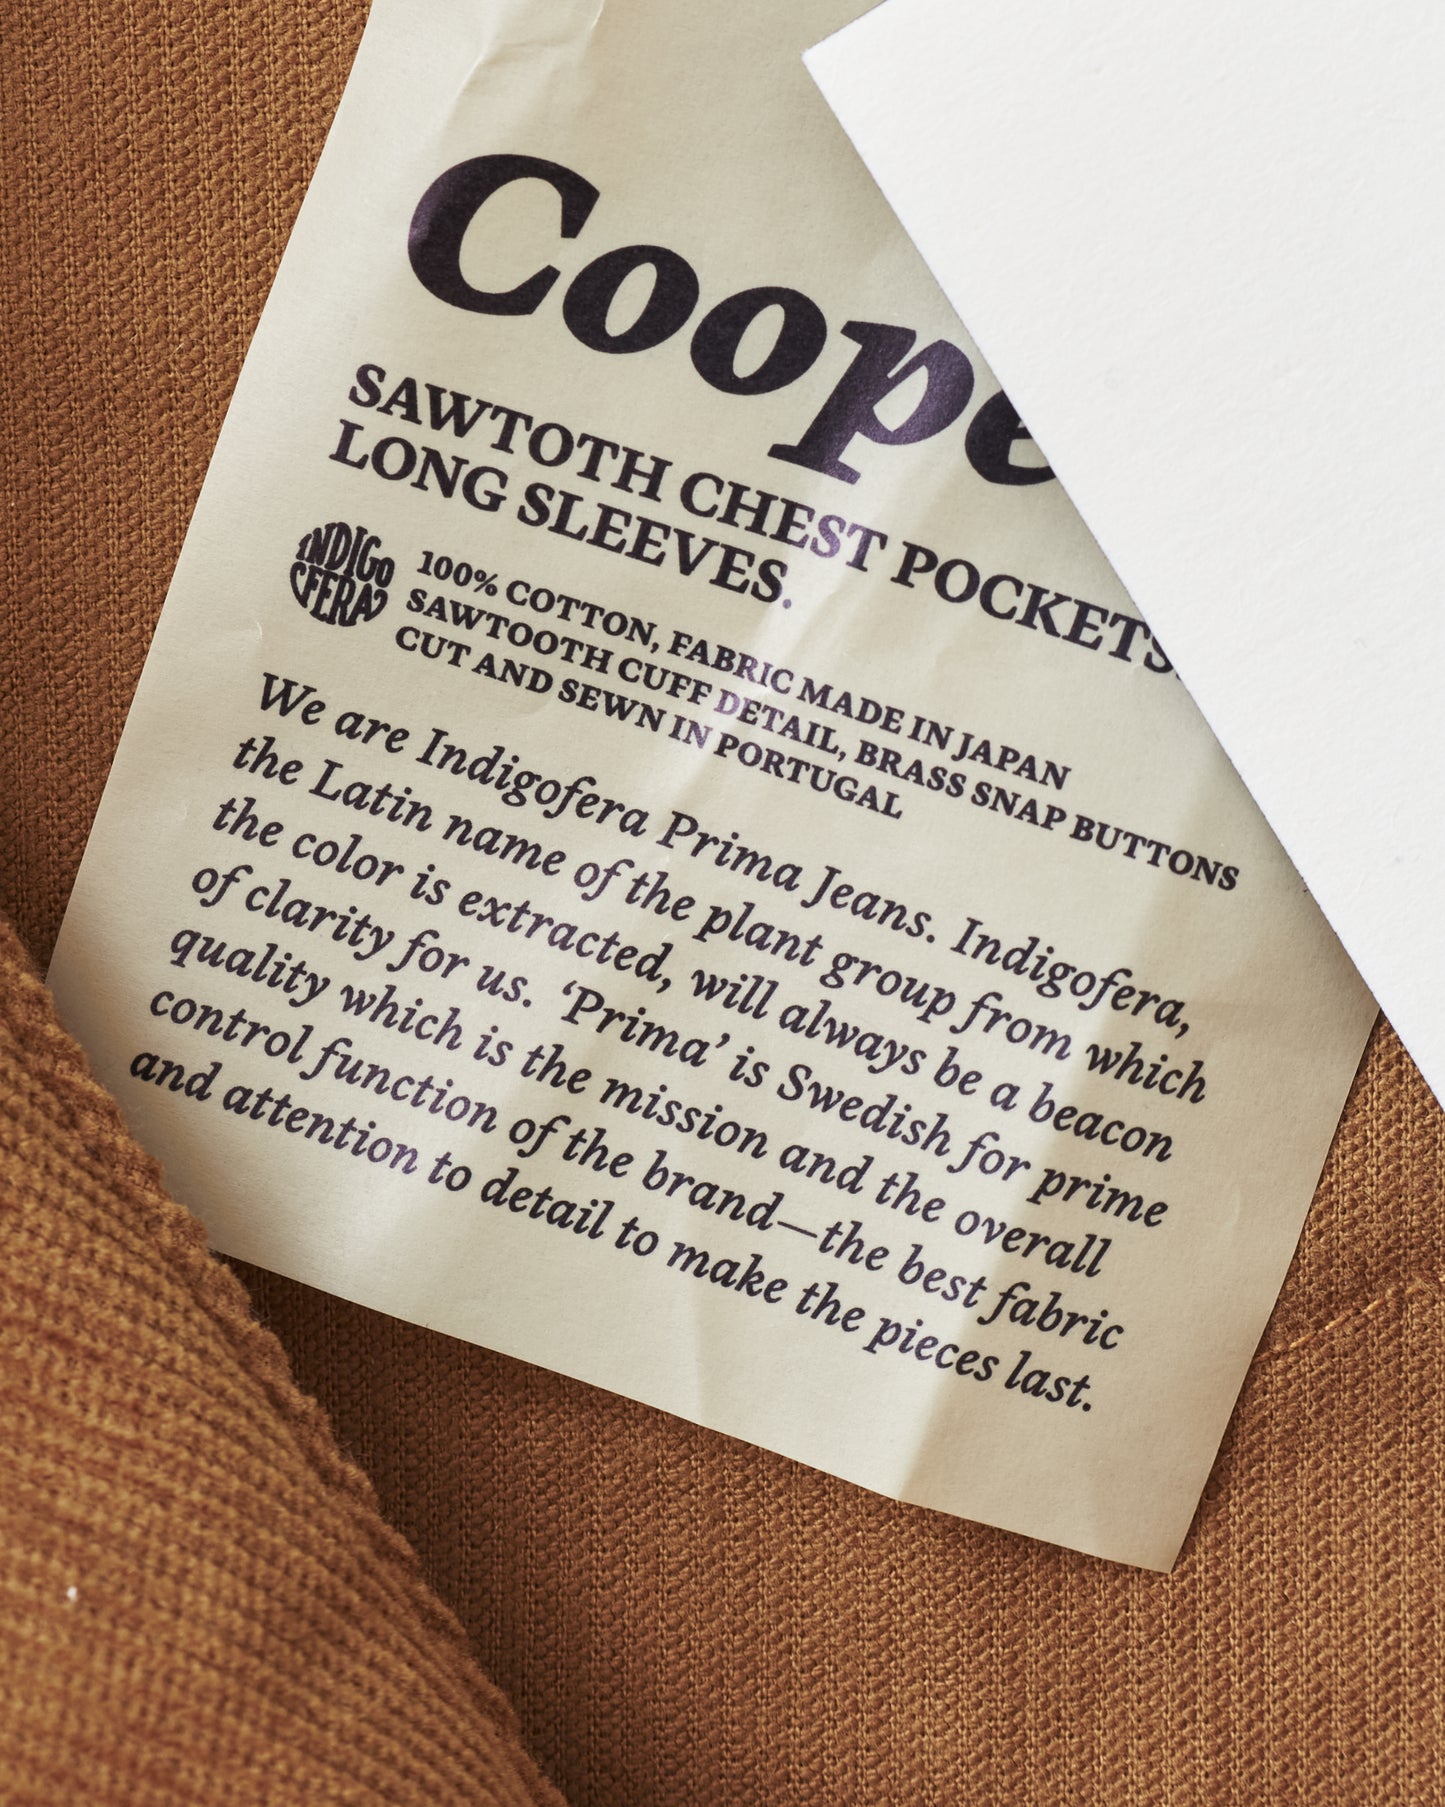 Coope
SAWTOTH CHEST POCKETS.
LONG SLEEVES.
INDIGO
FERA
100% COTTON, FABRIC MADE IN JAPAN
SAWTOOTH CUFF DETAIL, BRASS SNAP BUTTONS
CUT AND SEWN IN PORTUGAL
We are Indigofera Prima Jeans. Indigofera,
the Latin name of the plant group from which
the color is extracted, will always be a beacon
of clarity for us. ‘Prima’ is Swedish for prime
quality which is the mission and the overall
control function of the brand—the best fabric
and attention to detail to make the pieces last.